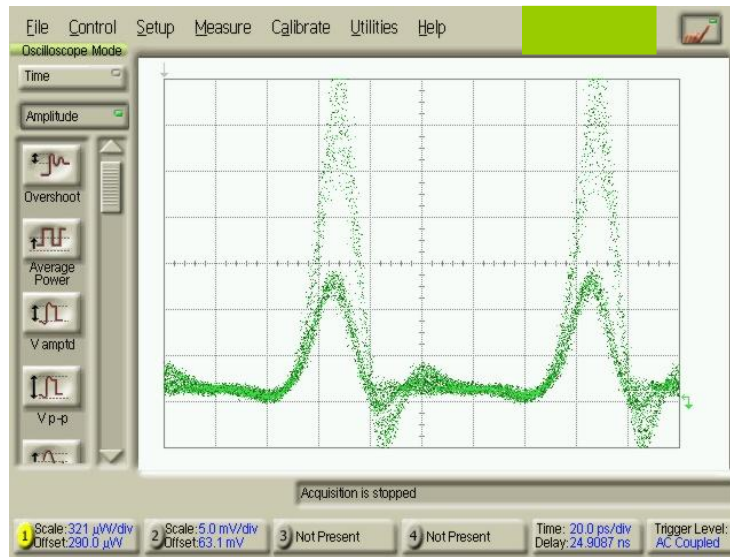 File Control Setup Measure Calibrate Utilities Help
Oscilloscope Mode
Time
Amplitude
Overshoot
Average
Power
V amptd
V p-p
Acquisition is stopped
1 Scale:321 µW/div
Offset:290.0 µW
2 Scale:5.0 mV/div
Offset:63.1 mV
3 Not Present
4 Not Present
Time: 20.0 ps/div
Delay:24.9087 ns
Trigger Level:
AC Coupled